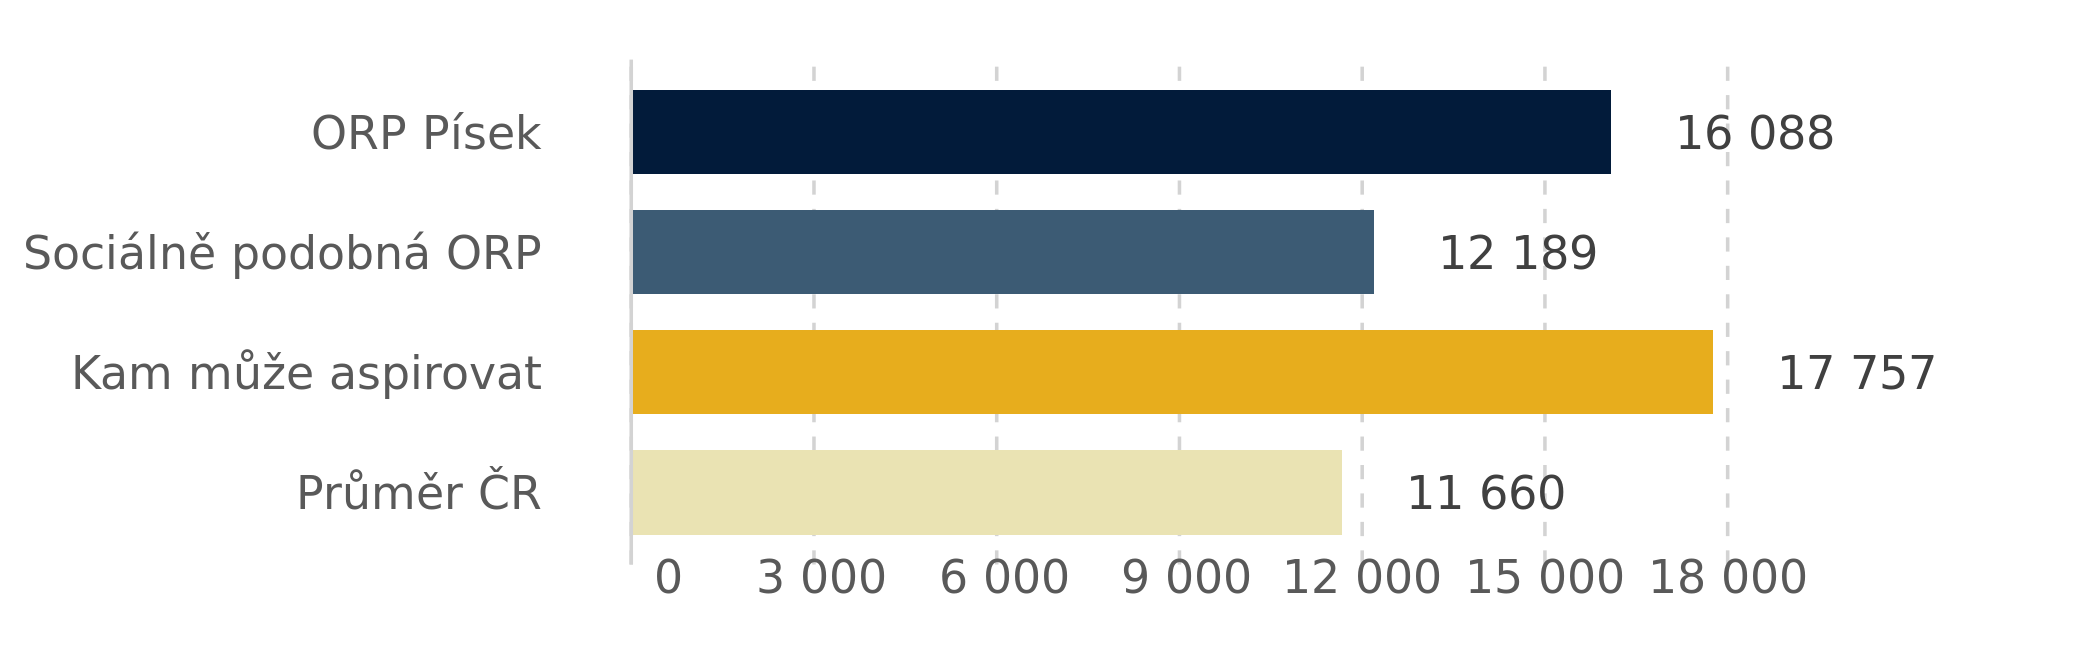 ORP Písek 16 088
Sociálně podobná ORP 12 189
Kam může aspirovat 17 757
Průměr ČR 11 660
0 3 000 6 000 9 000 12 000 15 000 18 000